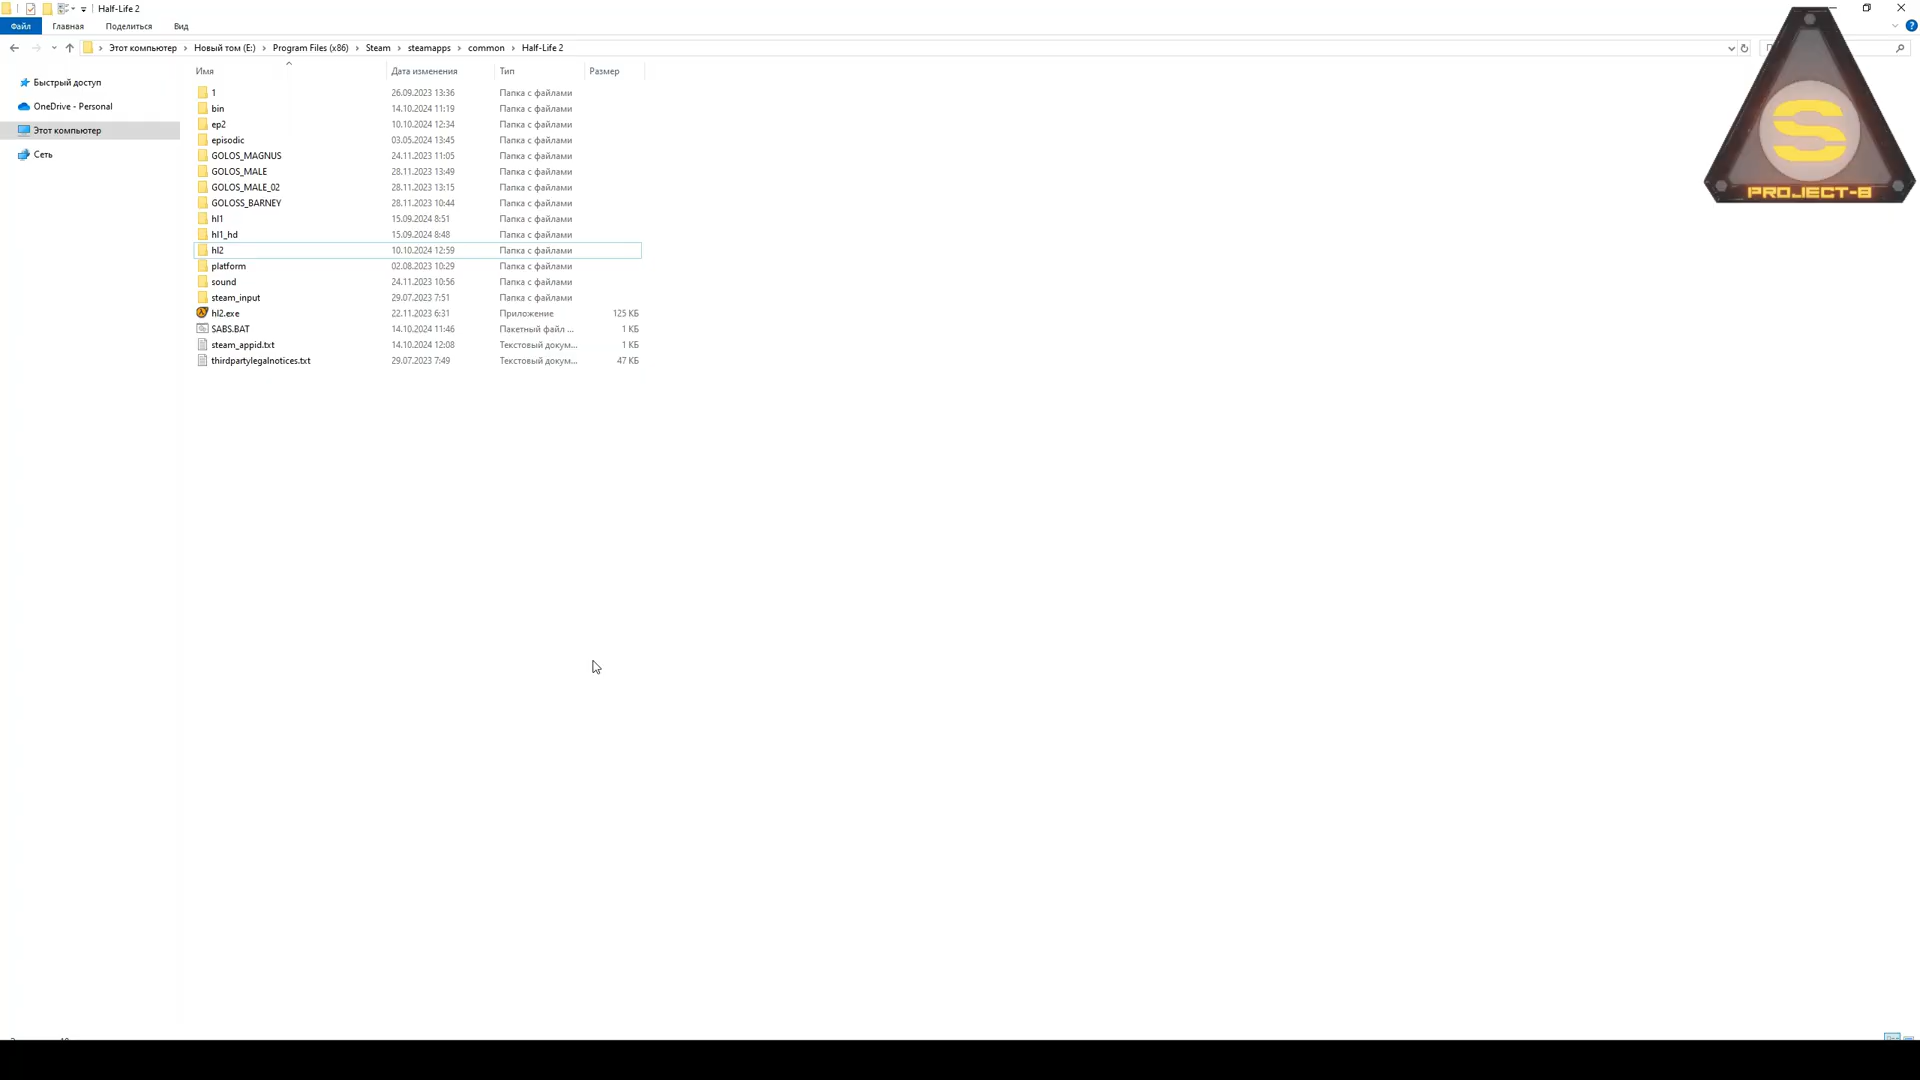 Half-Life 2
Файл Главная Поделиться Вид
Этот компьютер Новый том (E:) Program Files (x86) Steam steamapps common Half-Life 2
Быстрый доступ
OneDrive - Personal
Этот компьютер
Сеть
Имя Дата изменения Тип Размер
1 26.09.2023 13:36 Папка с файлами
bin 14.10.2024 11:19 Папка с файлами
ep2 10.10.2024 12:34 Папка с файлами
episodic 03.05.2024 13:45 Папка с файлами
GOLOS_MAGNUS 24.11.2023 11:05 Папка с файлами
GOLOS_MALE 28.11.2023 13:49 Папка с файлами
GOLOS_MALE_02 28.11.2023 13:15 Папка с файлами
GOLOSS_BARNEY 28.11.2023 10:44 Папка с файлами
hl1 15.09.2024 8:51 Папка с файлами
hl1_hd 15.09.2024 8:48 Папка с файлами
hl2 10.10.2024 12:59 Папка с файлами
platform 02.08.2023 10:29 Папка с файлами
sound 24.11.2023 10:56 Папка с файлами
steam_input 29.07.2023 7:51 Папка с файлами
hl2.exe 22.11.2023 6:31 Приложение 125 КБ
SABS.BAT 14.10.2024 11:46 Пакетный файл ... 1 КБ
steam_appid.txt 14.10.2024 12:08 Текстовый докум... 1 КБ
thirdpartylegalnotices.txt 29.07.2023 7:49 Текстовый докум... 47 КБ
S
PROJECT-8